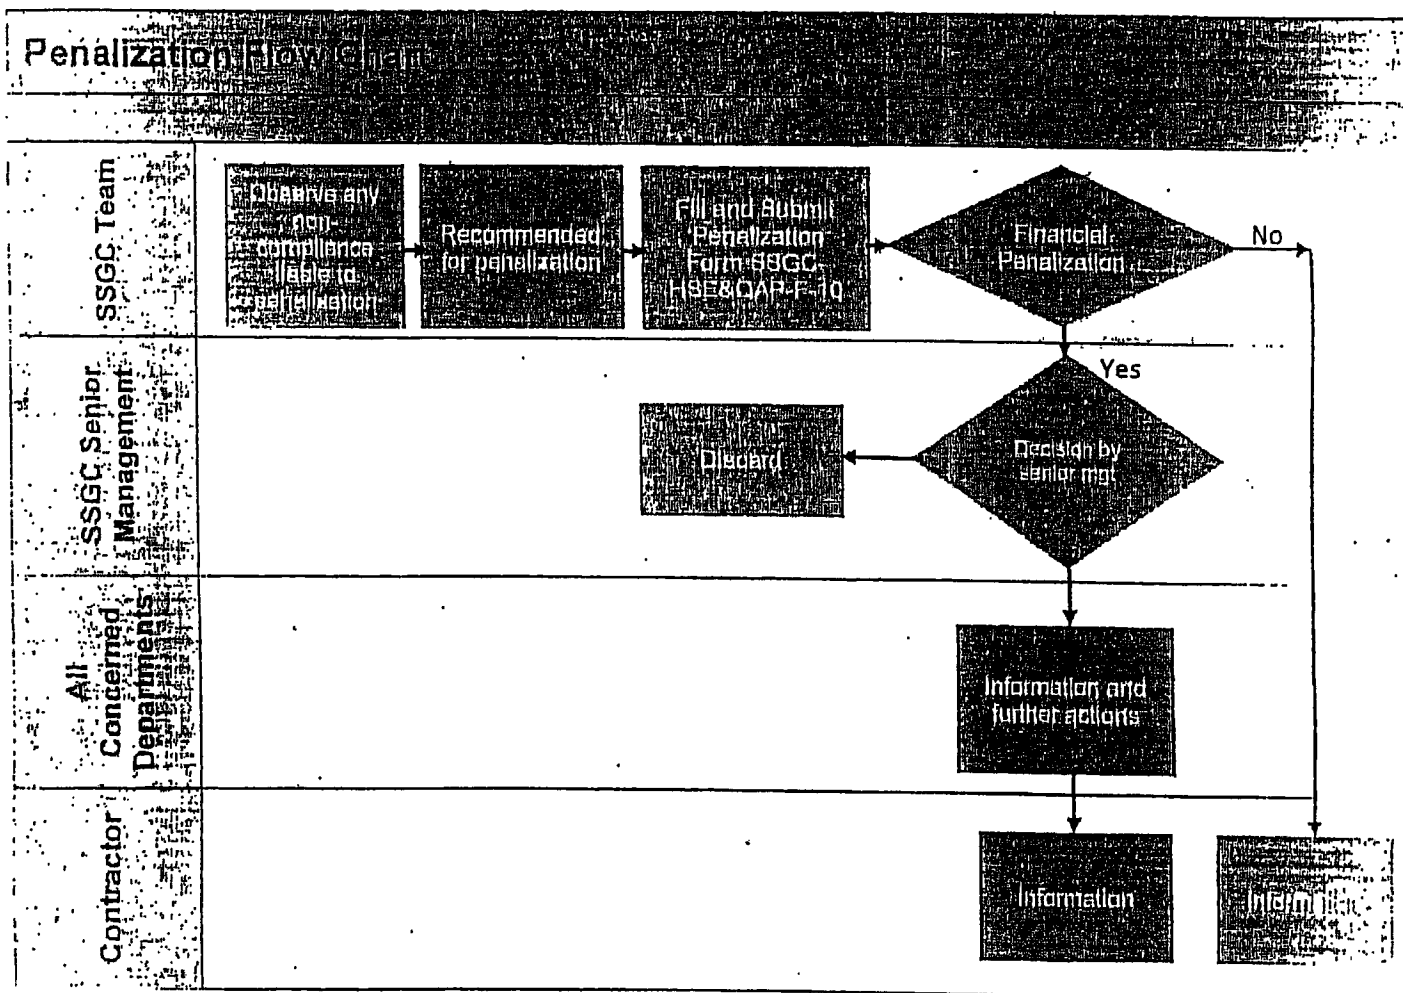 Penalization Flow Chart
SSGC Team
Observe any
non-
compliance
liable to
penalization
Recommended
for penalization
Fill and Submit
Penalization
Form-SSGC-
HSE&QAP-F-10
Financial
Penalization
No
Yes
SSGC Senior
Management
Discard
Decision by
senior mgt
All
Concerned
Departments
Information and
further actions
Contractor
Information